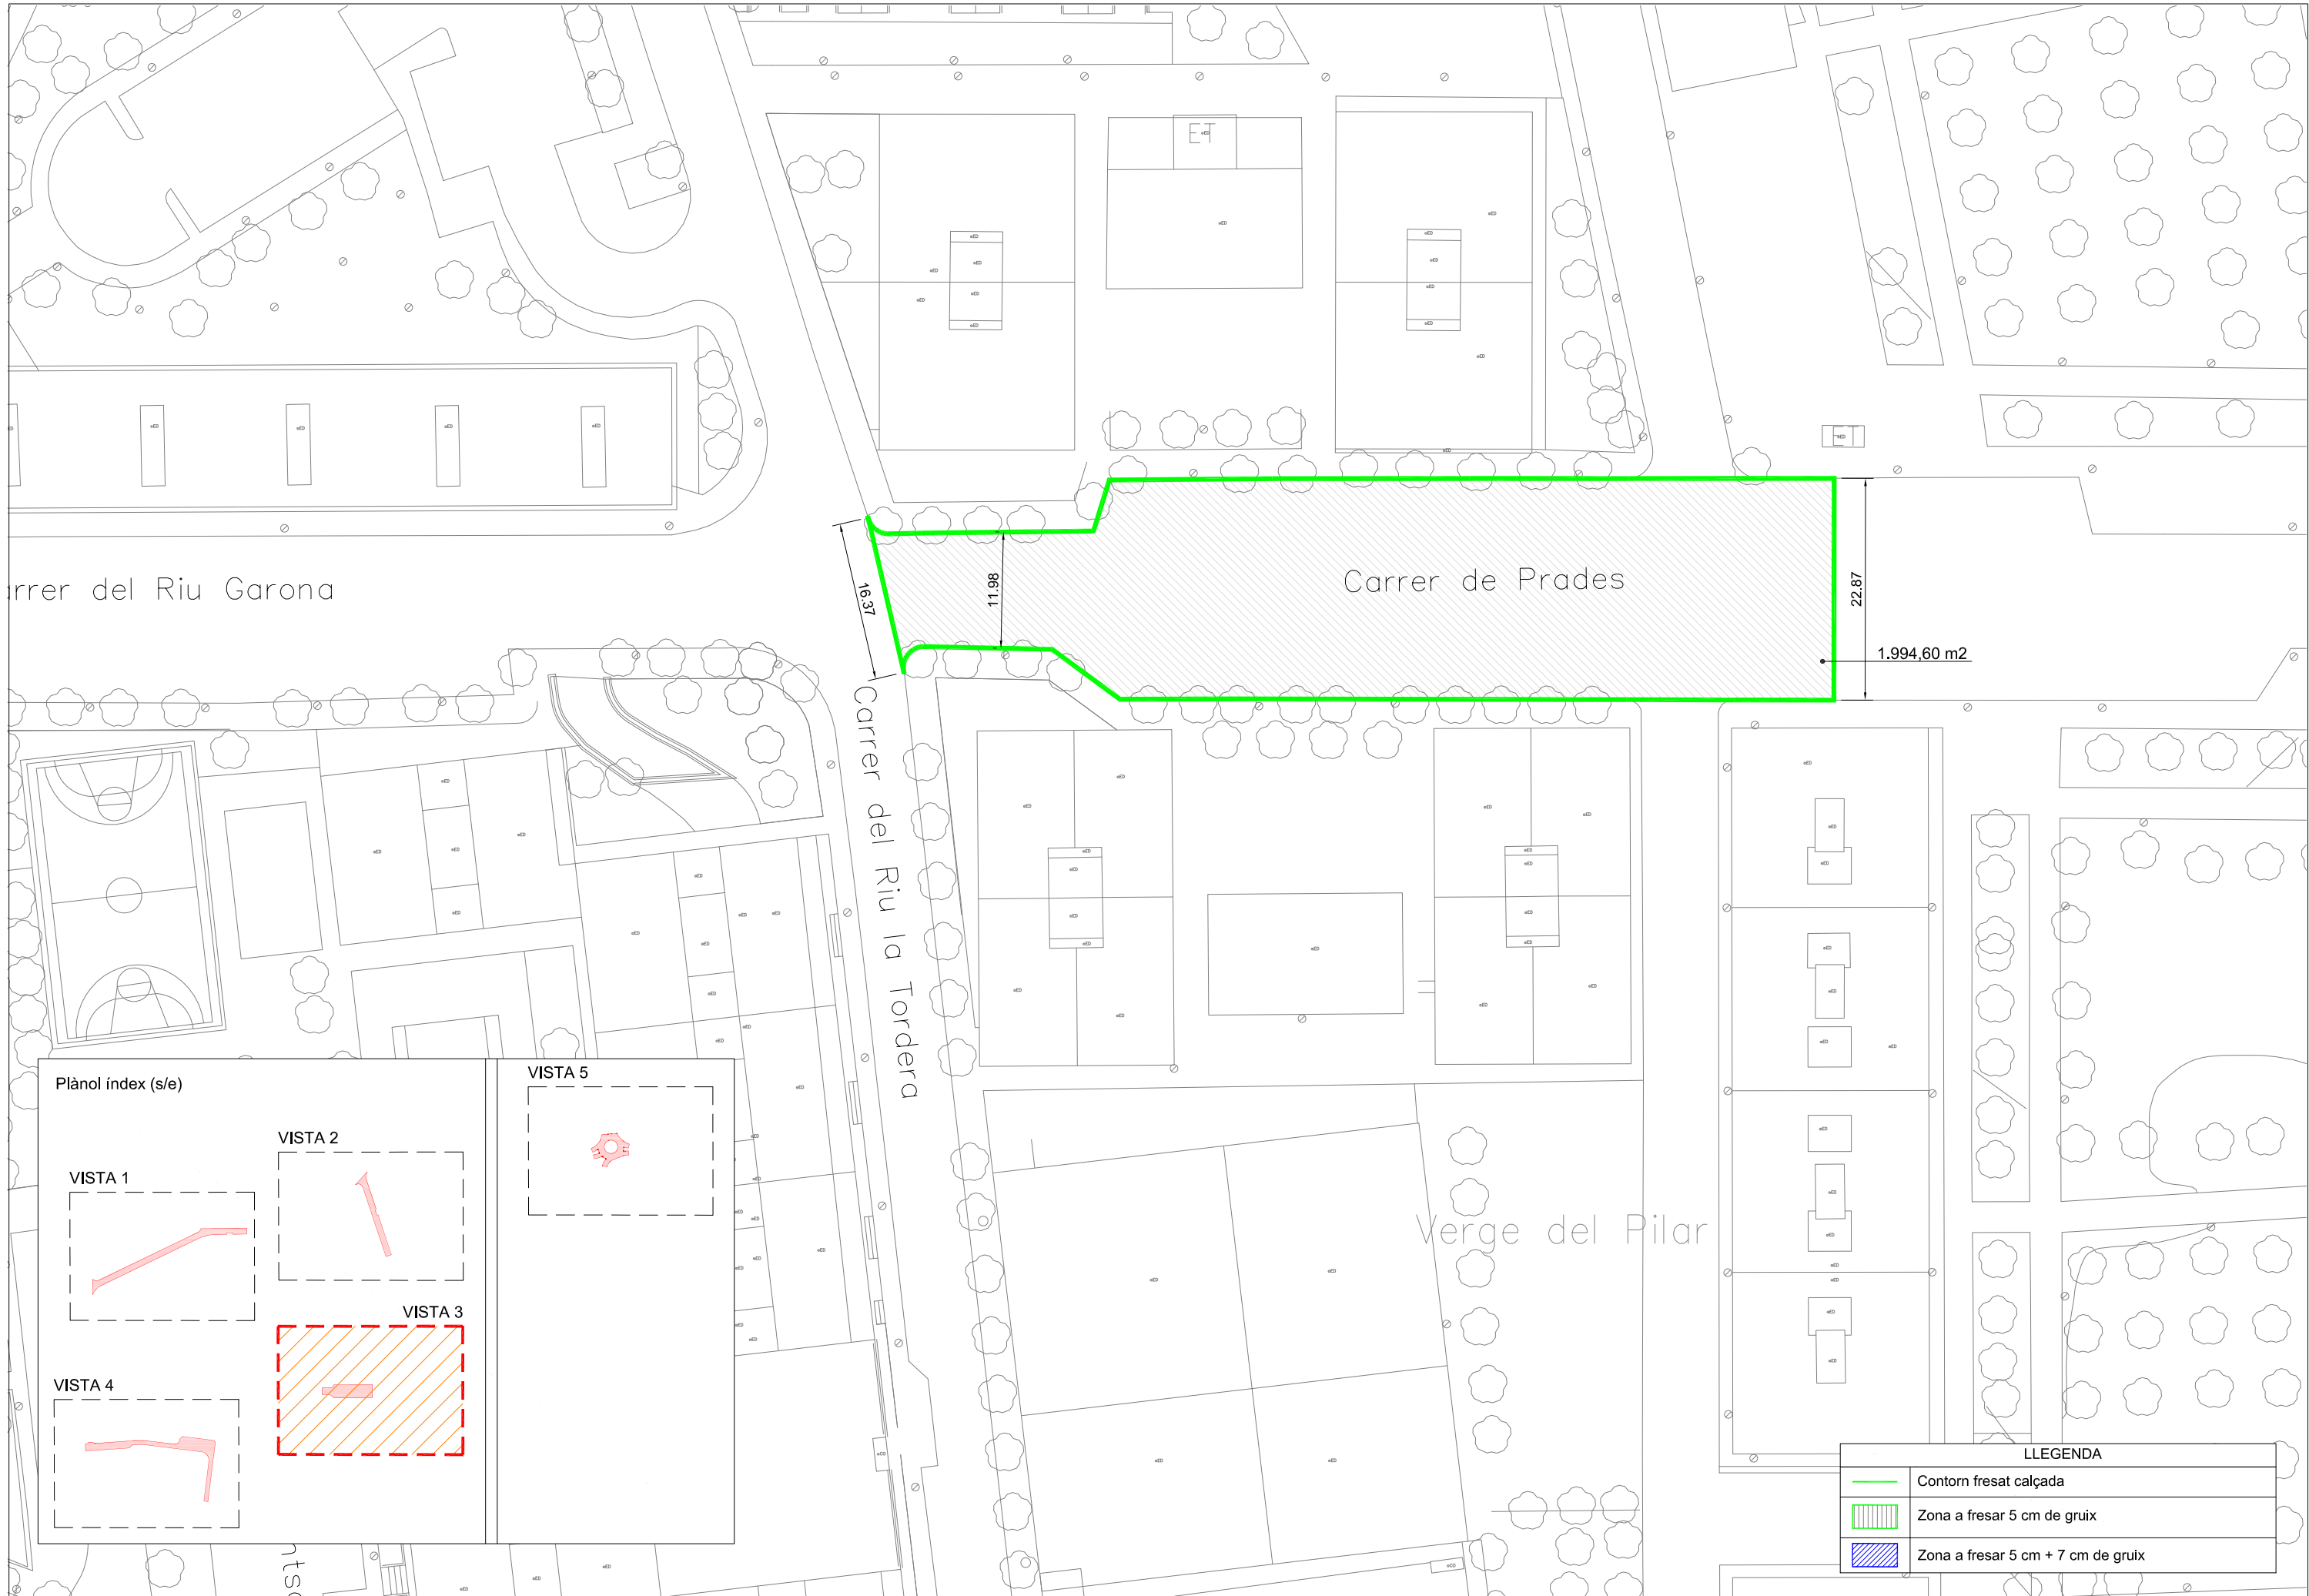 ET
ET
Carrer de Prades
16.37
11.98
22.87
1.994,60 m2
arrer del Riu Garona
Carrer del Riu la Tordera
Verge del Pilar
Plànol índex (s/e)
VISTA 1
VISTA 2
VISTA 3
VISTA 4
VISTA 5
LLEGENDA
Contorn fresat calçada
Zona a fresar 5 cm de gruix
Zona a fresar 5 cm + 7 cm de gruix